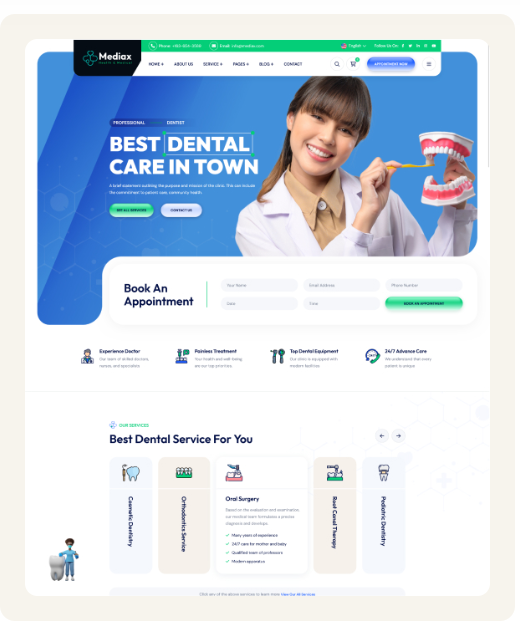 Mediax
Phone:
Email: info@mediax.com
English
Follow Us On:
HOME +
ABOUT US
SERVICE +
PAGES +
BLOG +
CONTACT
APPOINTMENT NOW
PROFESSIONAL DENTIST
BEST DENTAL
CARE IN TOWN
A brief statement outlining the purpose and mission of the clinic. This can include
the commitment to patient care, community health
SEE ALL SERVICES
CONTACT US
Book An
Appointment
Your Name
Email Address
Phone Number
Date
Time
BOOK AN APPOINTMENT
Experience Doctor
Our team of skilled doctors,
nurses, and specialists
Painless Treatment
Your health and well-being
are our top priorities.
Top Dental Equipment
Our clinic is equipped with
modern facilities
24/7 Advance Care
We understand that every
patient is unique
OUR SERVICES
Best Dental Service For You
Cosmetic Dentistry
Orthodontics Service
Oral Surgery
Based on the evaluation and examination,
our medical team formulates a precise
diagnosis and develops
Many years of experience
24/7 care for mother and baby
Qualified team of professors
Modern apparatus
Root Canal Therapy
Pediatric Dentistry
Click any of the above services to learn more. View Our All Services